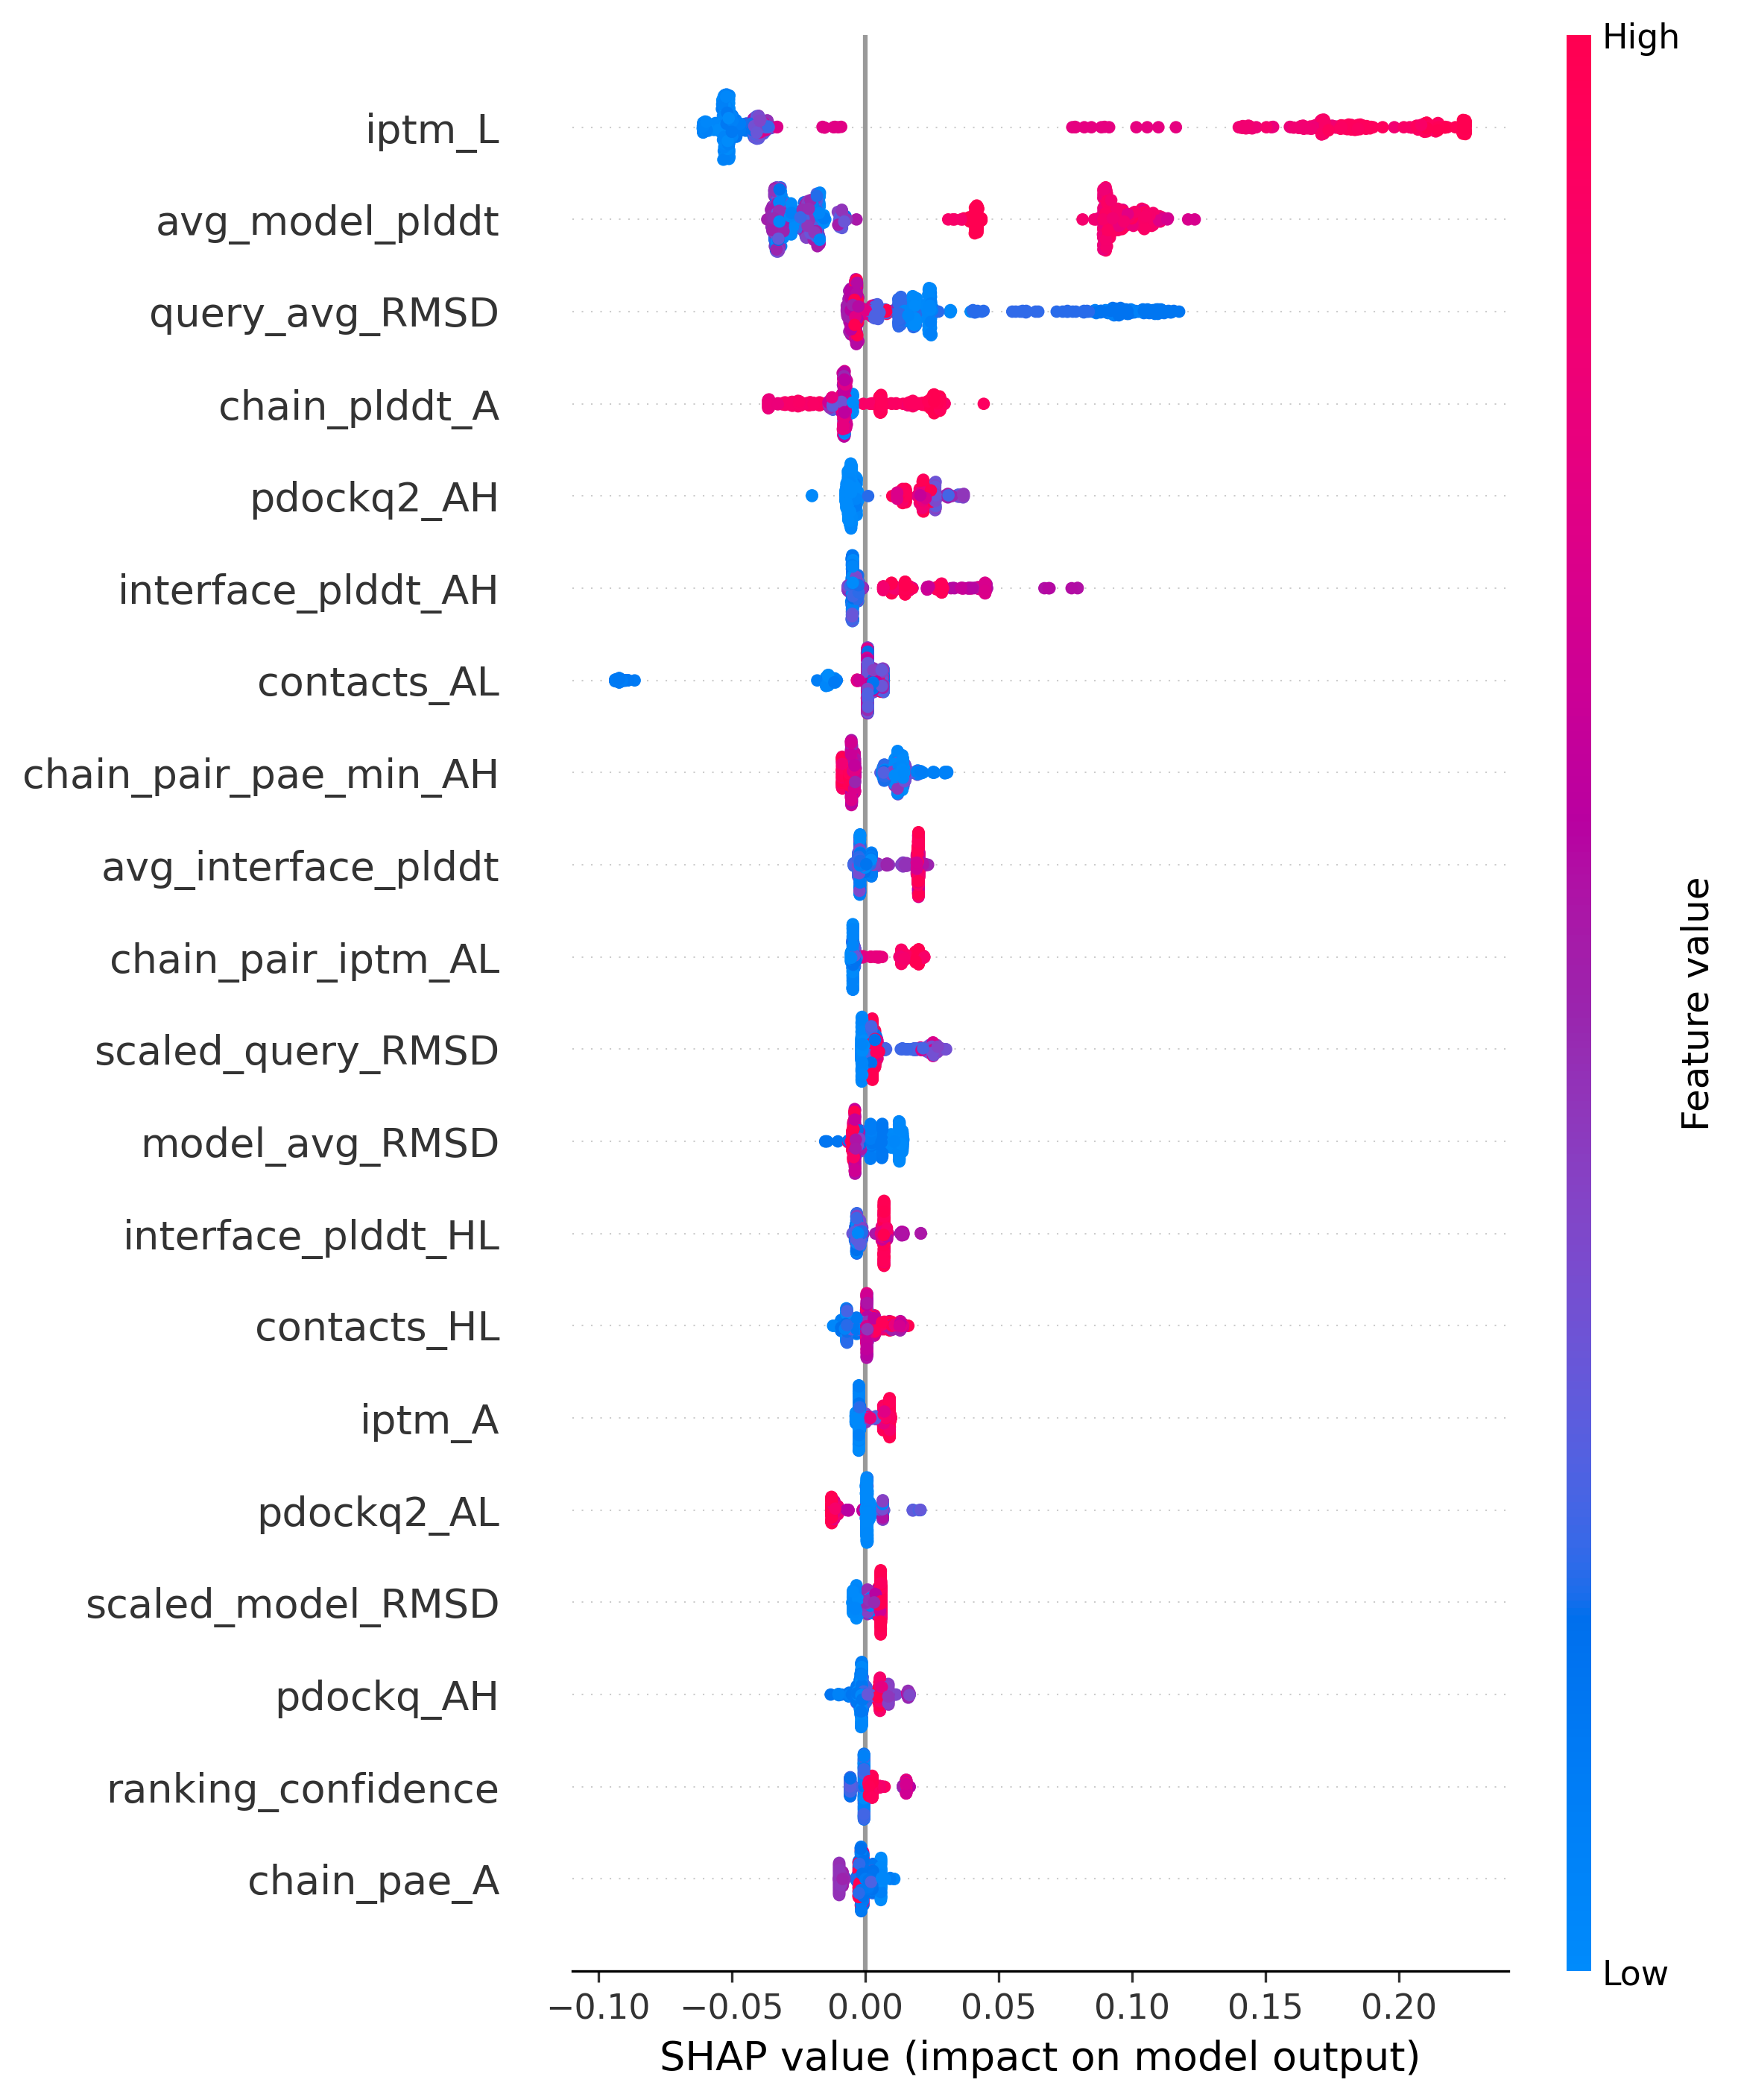 High
iptm_L
avg_model_plddt
query_avg_RMSD
chain_plddt_A
pdockq2_AH
interface_plddt_AH
contacts_AL
chain_pair_pae_min_AH
avg_interface_plddt
chain_pair_iptm_AL
scaled_query_RMSD
model_avg_RMSD
interface_plddt_HL
contacts_HL
iptm_A
pdockq2_AL
scaled_model_RMSD
pdockq_AH
ranking_confidence
chain_pae_A
Feature value
Low
−0.10 −0.05 0.00 0.05 0.10 0.15 0.20
SHAP value (impact on model output)